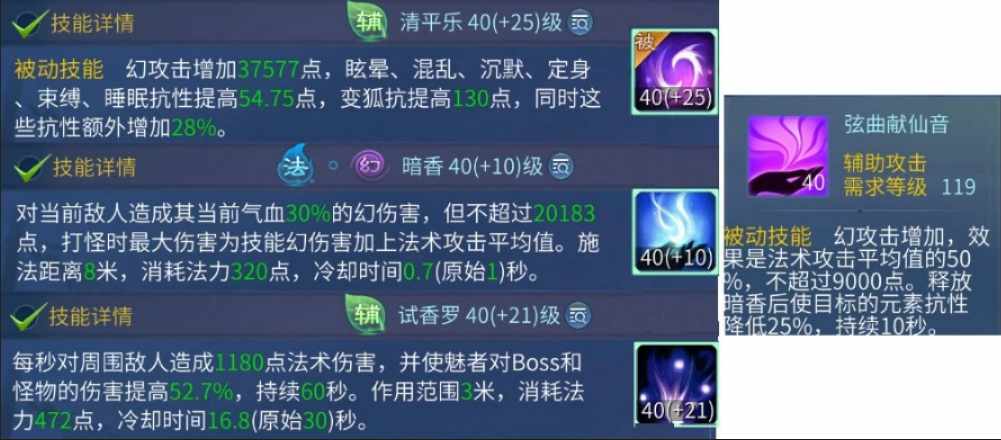 技能详情
清平乐 40(+25)级
辅
被动技能 幻攻击增加37577点，眩晕、混乱、沉默、定身
、束缚、睡眠抗性提高54.75点，变狐抗提高130点，同时这
些抗性额外增加28%。
被
40(+25)
技能详情
法 幻 暗香 40(+10)级
对当前敌人造成其当前气血30%的幻伤害，但不超过20183
点，打怪时最大伤害为技能幻伤害加上法术攻击平均值。施
法距离8米，消耗法力320点，冷却时间0.7(原始1)秒。
40(+10)
技能详情
辅 试香罗 40(+21)级
每秒对周围敌人造成1180点法术伤害，并使魅者对Boss和
怪物的伤害提高52.7%，持续60秒。作用范围3米，消耗法
力472点，冷却时间16.8(原始30)秒。
40(+21)
弦曲献仙音
40
辅助攻击
需求等级 119
被动技能 幻攻击增加，效
果是法术攻击平均值的50
%，不超过9000点。释放
暗香后使目标的元素抗性
降低25%，持续10秒。